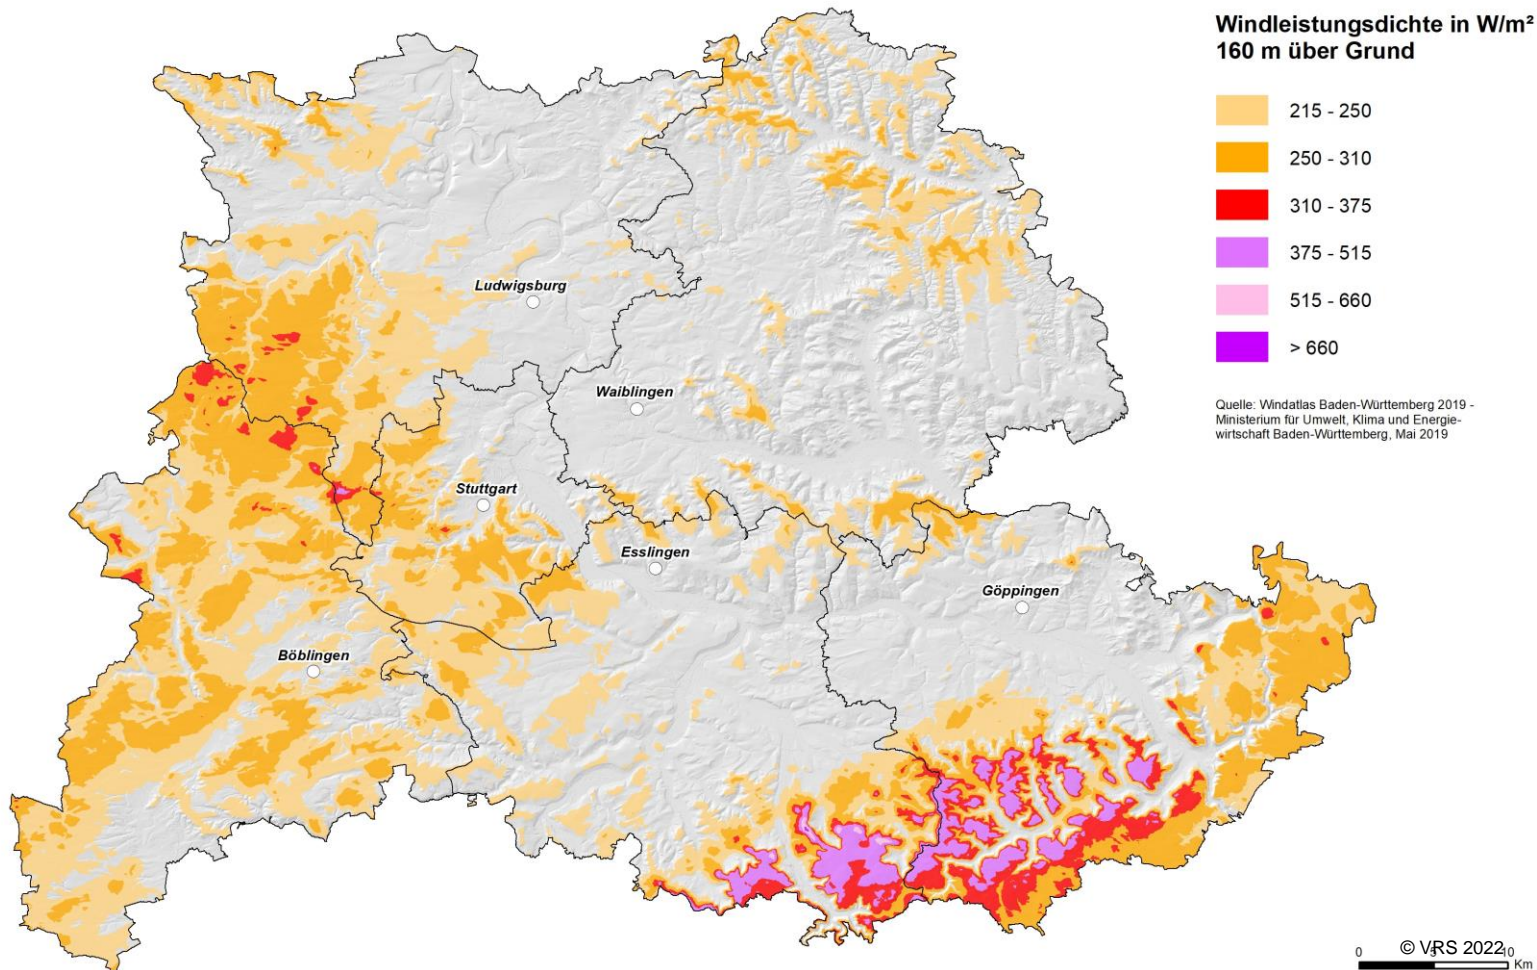 Windleistungsdichte in W/m²
160 m über Grund
215 - 250
250 - 310
310 - 375
375 - 515
515 - 660
> 660
Quelle: Windatlas Baden-Württemberg 2019 -
Ministerium für Umwelt, Klima und Energie-
wirtschaft Baden-Württemberg, Mai 2019
Ludwigsburg
Waiblingen
Stuttgart
Esslingen
Göppingen
Böblingen
© VRS 2022
0 5 10
Km